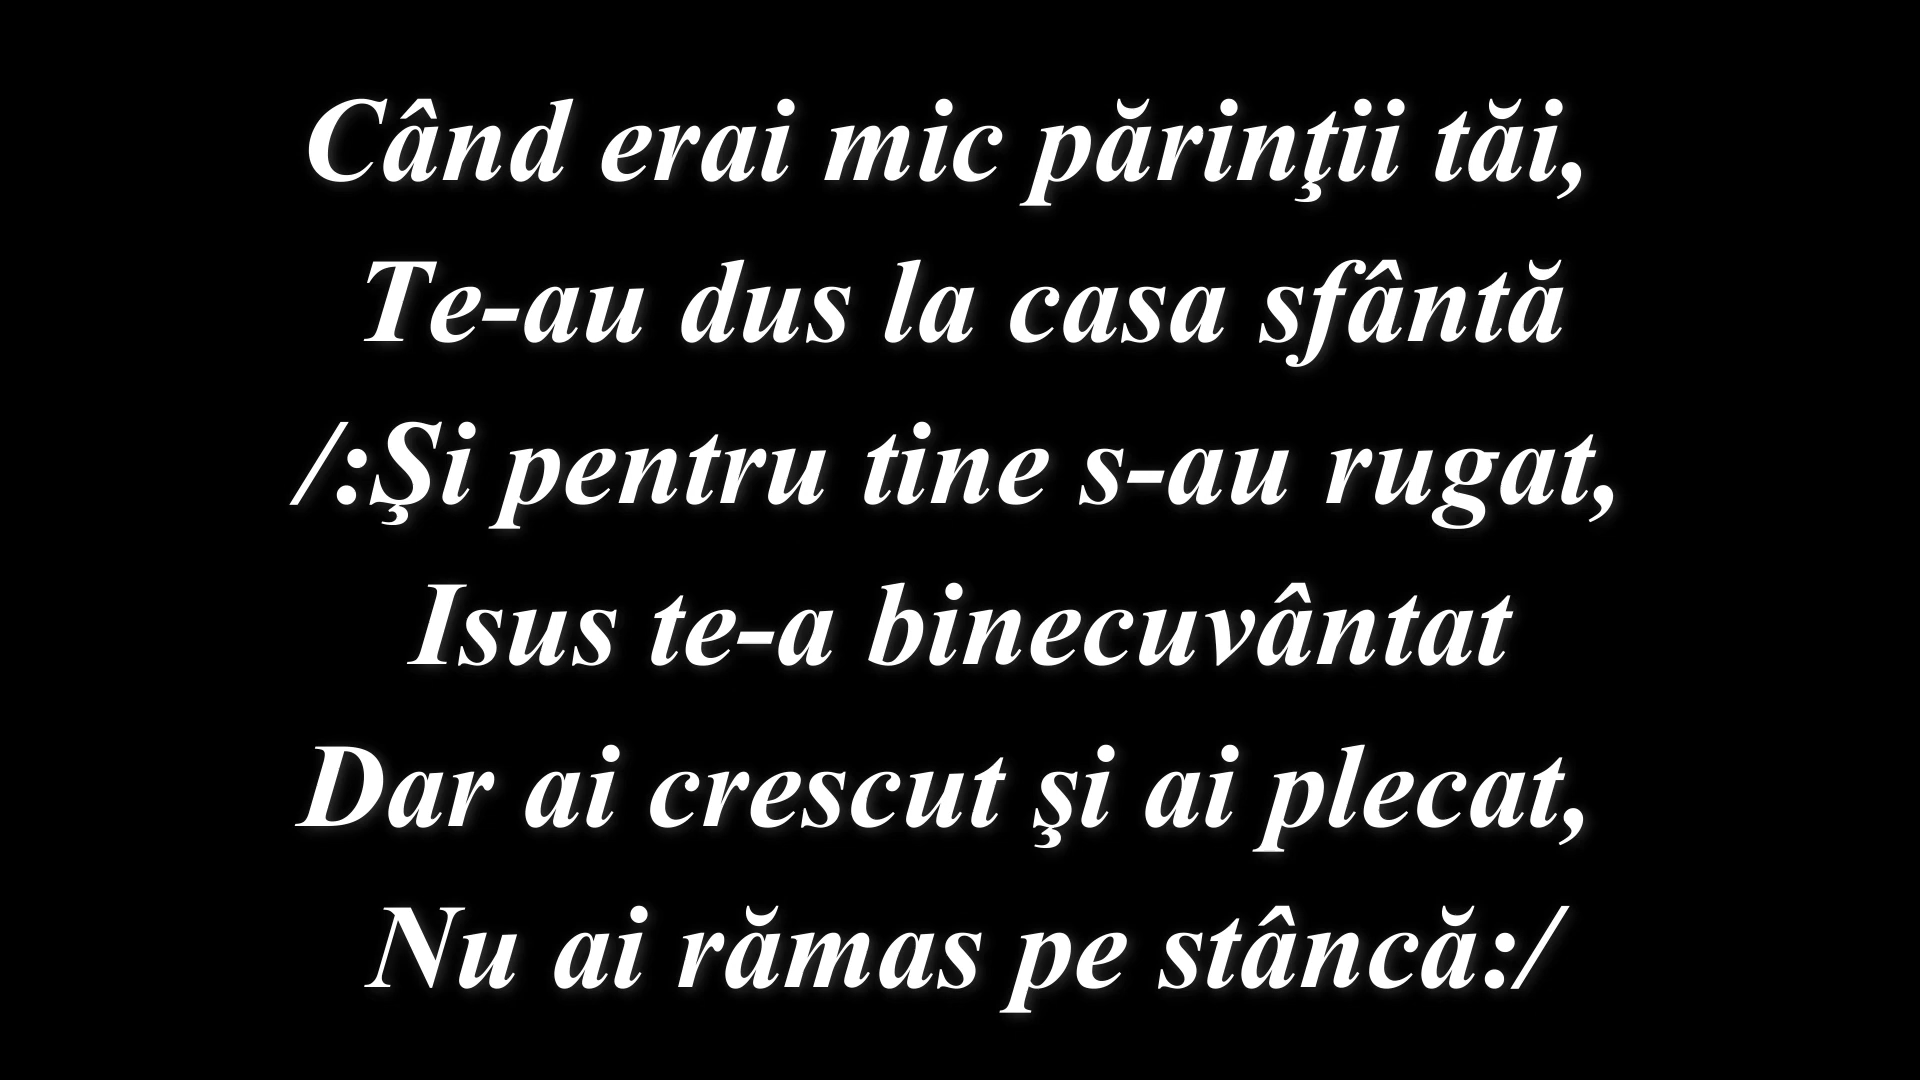 Când erai mic părinţii tăi,
Te-au dus la casa sfântă
/:Şi pentru tine s-au rugat,
Isus te-a binecuvântat
Dar ai crescut şi ai plecat,
Nu ai rămas pe stâncă:/